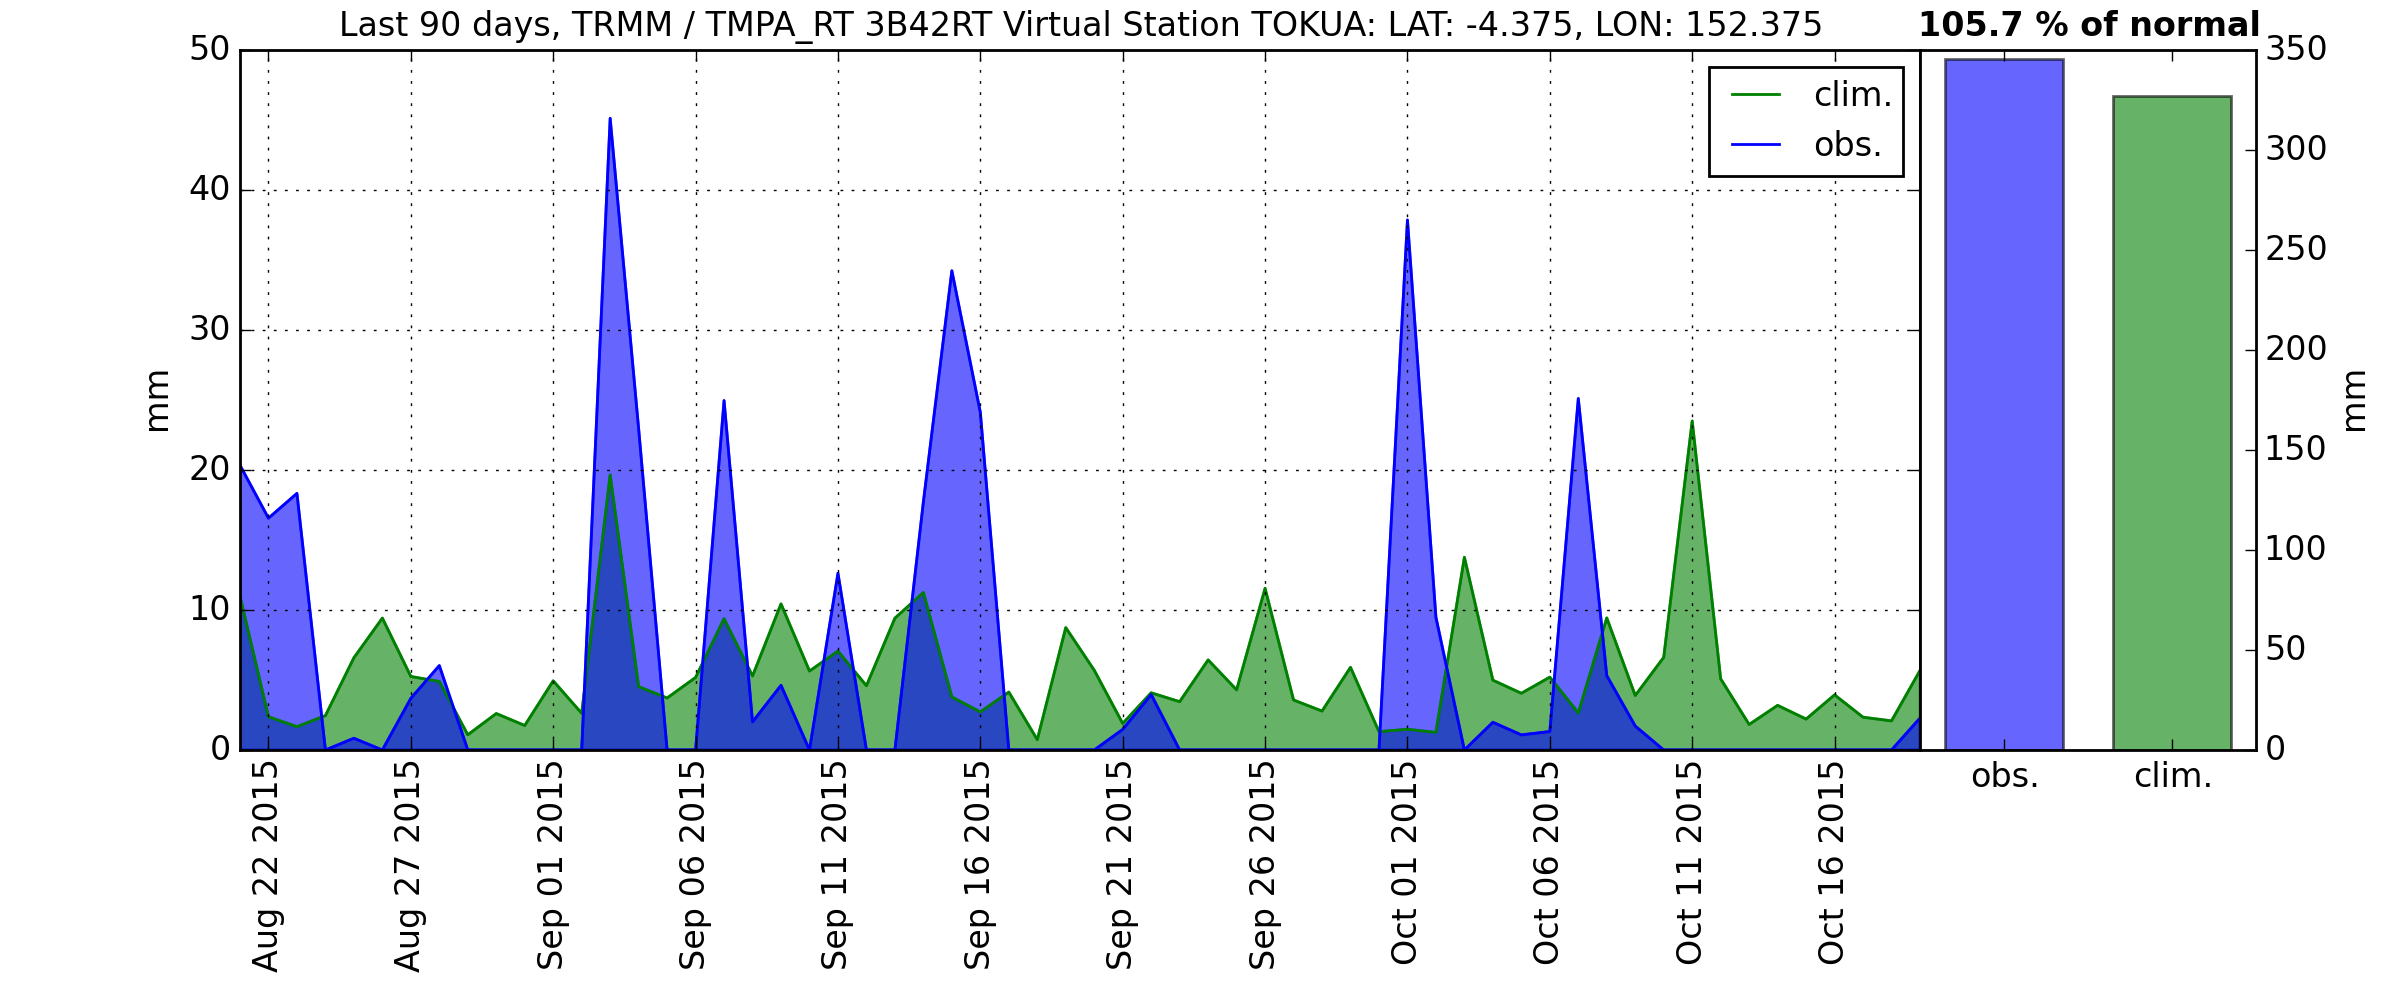 Last 90 days, TRMM / TMPA_RT 3B42RT Virtual Station TOKUA: LAT: -4.375, LON: 152.375
105.7 % of normal
50
40
30
20
10
0
mm
clim.
obs.
350
300
250
200
150
100
50
0
mm
Aug 22 2015
Aug 27 2015
Sep 01 2015
Sep 06 2015
Sep 11 2015
Sep 16 2015
Sep 21 2015
Sep 26 2015
Oct 01 2015
Oct 06 2015
Oct 11 2015
Oct 16 2015
obs.
clim.